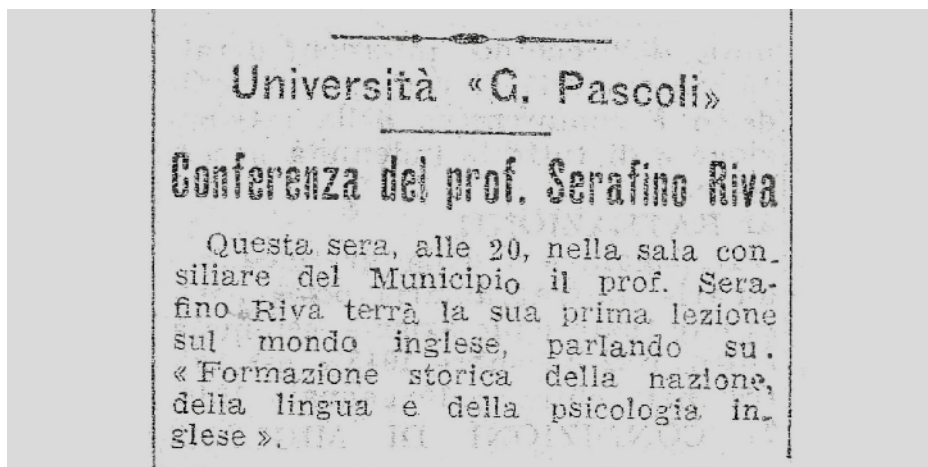 Università «G. Pascoli»
Conferenza del prof. Serafino Riva
Questa sera, alle 20, nella sala con-
siliare del Municipio il prof. Sera-
fino Riva terrà la sua prima lezione
sul mondo inglese, parlando su.
« Formazione storica della nazione,
della lingua e della psicologia in-
glese ».